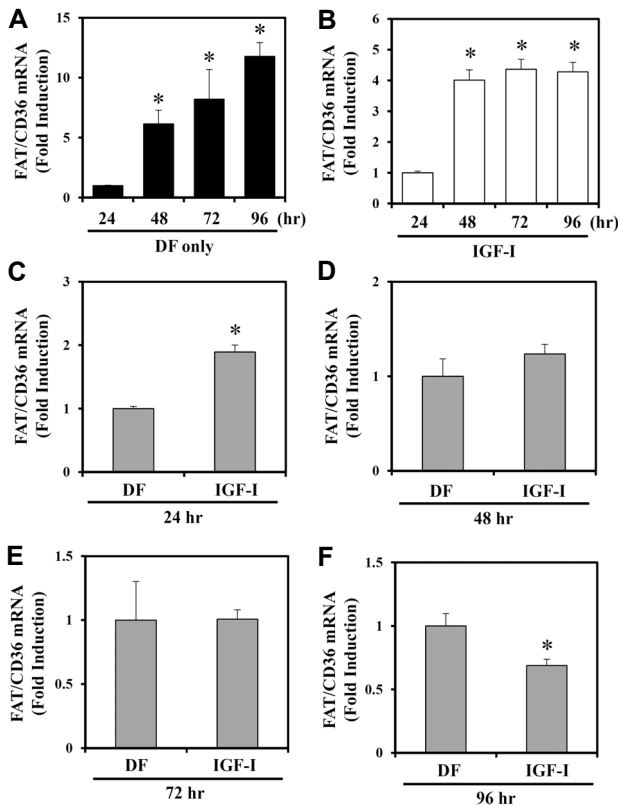 A
FAT/CD36 mRNA
(Fold Induction)
15
10
5
0
*
*
*
24 48 72 96 (hr)
DF only
B
FAT/CD36 mRNA
(Fold Induction)
6
5
4
3
2
1
0
*
*
*
24 48 72 96 (hr)
IGF-I
C
FAT/CD36 mRNA
(Fold Induction)
3
2
1
0
*
DF IGF-I
24 hr
D
FAT/CD36 mRNA
(Fold Induction)
2
1
0
DF IGF-I
48 hr
E
FAT/CD36 mRNA
(Fold Induction)
1.5
1
0.5
0
DF IGF-I
72 hr
F
FAT/CD36 mRNA
(Fold Induction)
1.5
1
0.5
0
*
DF IGF-I
96 hr